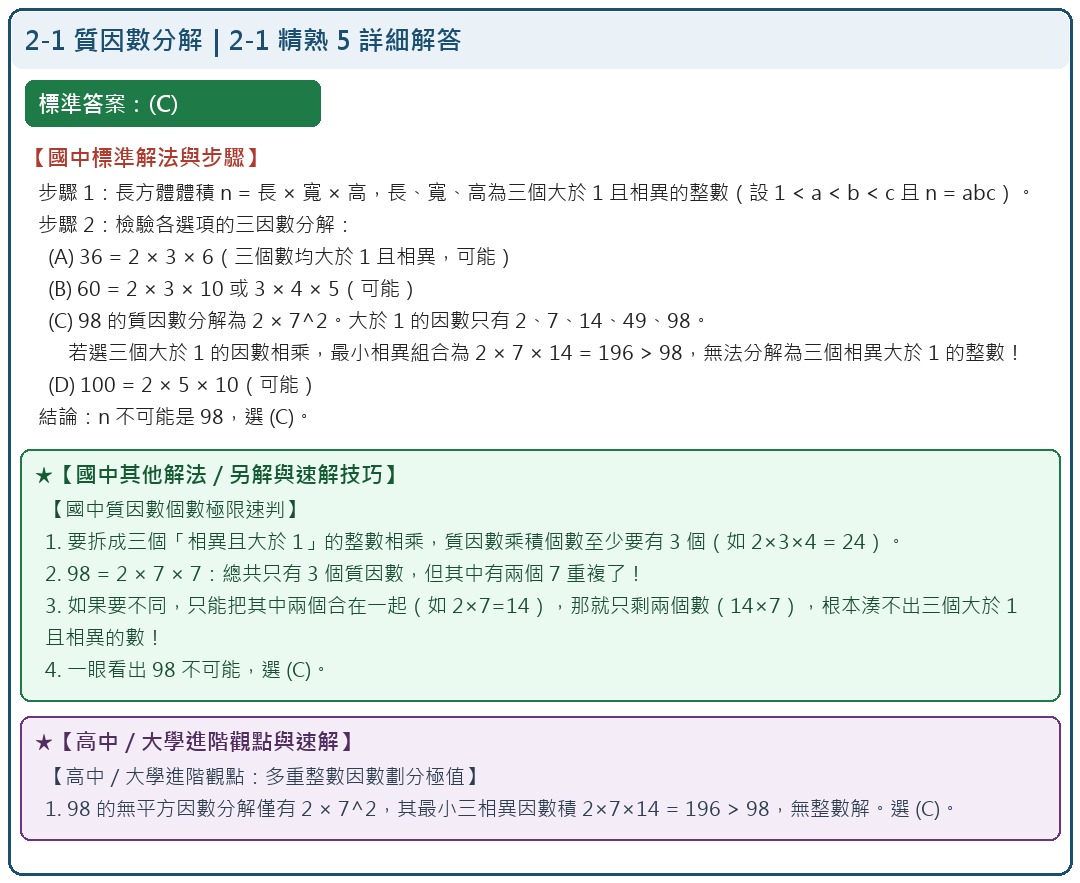 2-1 質因數分解 | 2-1 精熟 5 詳細解答
標準答案：(C)
【國中標準解法與步驟】
步驟 1：長方體體積 n = 長 × 寬 × 高，長、寬、高為三個大於 1 且相異的整數（設 1 < a < b < c 且 n = abc）。
步驟 2：檢驗各選項的三因數分解：
(A) 36 = 2 × 3 × 6（三個數均大於 1 且相異，可能）
(B) 60 = 2 × 3 × 10 或 3 × 4 × 5（可能）
(C) 98 的質因數分解為 2 × 7^2。大於 1 的因數只有 2、7、14、49、98。
若選三個大於 1 的因數相乘，最小相異組合為 2 × 7 × 14 = 196 > 98，無法分解為三個相異大於 1 的整數！
(D) 100 = 2 × 5 × 10（可能）
結論：n 不可能是 98，選 (C)。
★【國中其他解法 / 另解與速解技巧】
【國中質因數個數極限速判】
1. 要拆成三個「相異且大於 1」的整數相乘，質因數乘積個數至少要有 3 個（如 2×3×4 = 24）。
2. 98 = 2 × 7 × 7：總共只有 3 個質因數，但其中有兩個 7 重複了！
3. 如果要不同，只能把其中兩個合在一起（如 2×7=14），那就只剩兩個數（14×7），根本湊不出三個大於 1
且相異的數！
4. 一眼看出 98 不可能，選 (C)。
★【高中 / 大學進階觀點與速解】
【高中 / 大學進階觀點：多重整數因數劃分極值】
1. 98 的無平方因數分解僅有 2 × 7^2，其最小三相異因數積 2×7×14 = 196 > 98，無整數解。選 (C)。